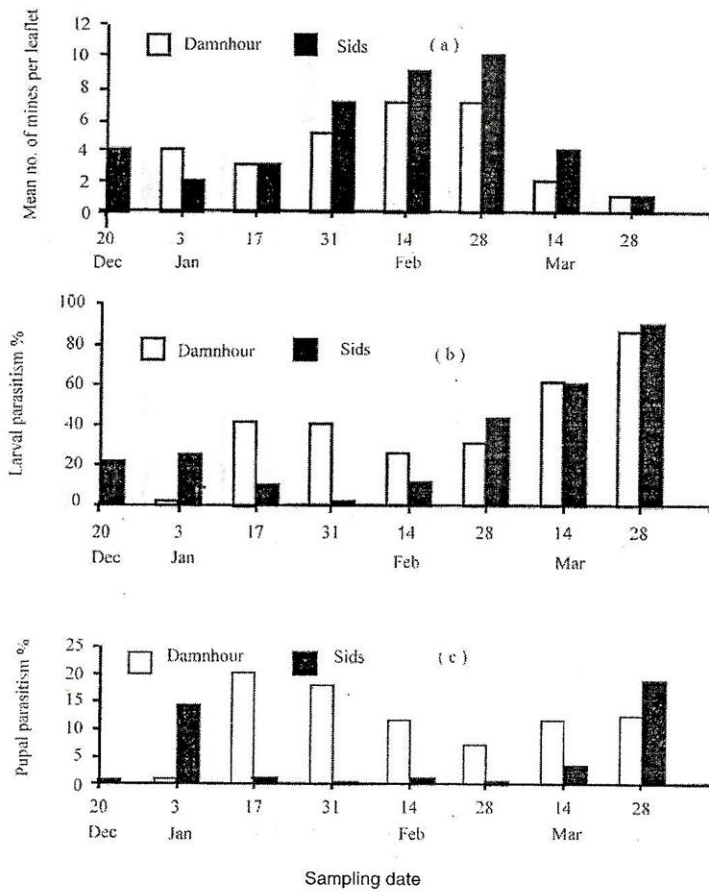 Mean no. of mines per leaflet
12
10
8
6
4
2
0
Damnhour Sids ( a )
20 3 17 31 14 28 14 28
Dec Jan Feb Mar
Larval parasitism %
100
80
60
40
20
0
Damnhour Sids ( b )
20 3 17 31 14 28 14 28
Dec Jan Feb Mar
Pupal parasitism %
25
20
15
10
5
0
Damnhour Sids ( c )
20 3 17 31 14 28 14 28
Dec Jan Feb Mar
Sampling date